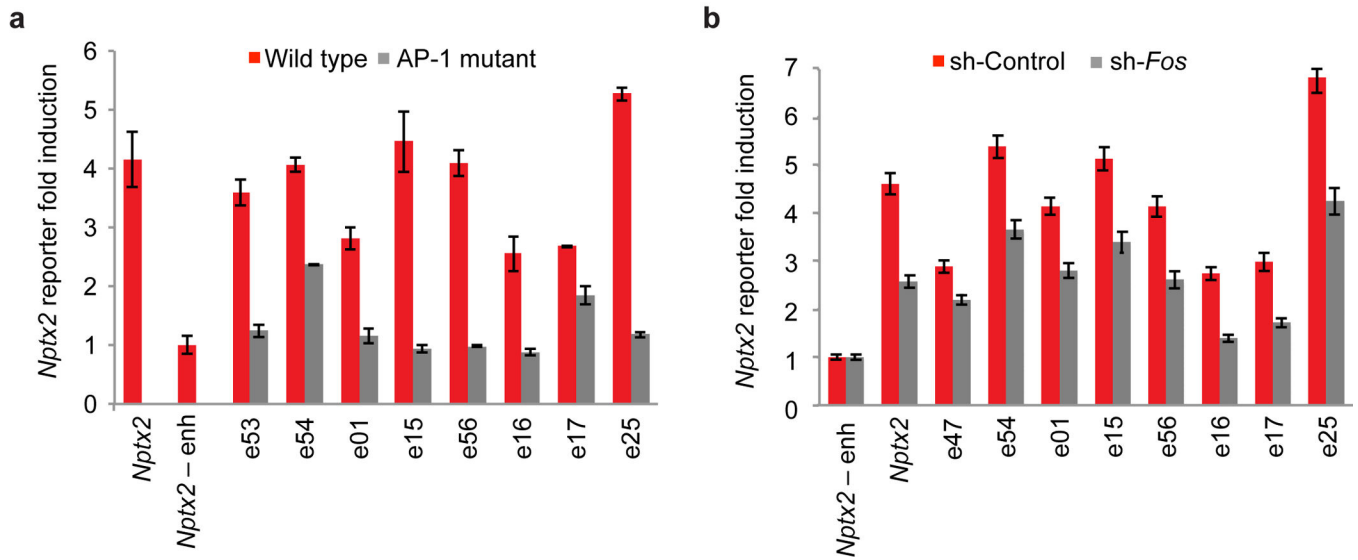 a
Nptx2 reporter fold induction
6
5
4
3
2
1
0
Wild type
AP-1 mutant
Nptx2
Nptx2 – enh
e53
e54
e01
e15
e56
e16
e17
e25
b
Nptx2 reporter fold induction
7
6
5
4
3
2
1
0
sh-Control
sh-Fos
Nptx2 – enh
Nptx2
e47
e54
e01
e15
e56
e16
e17
e25